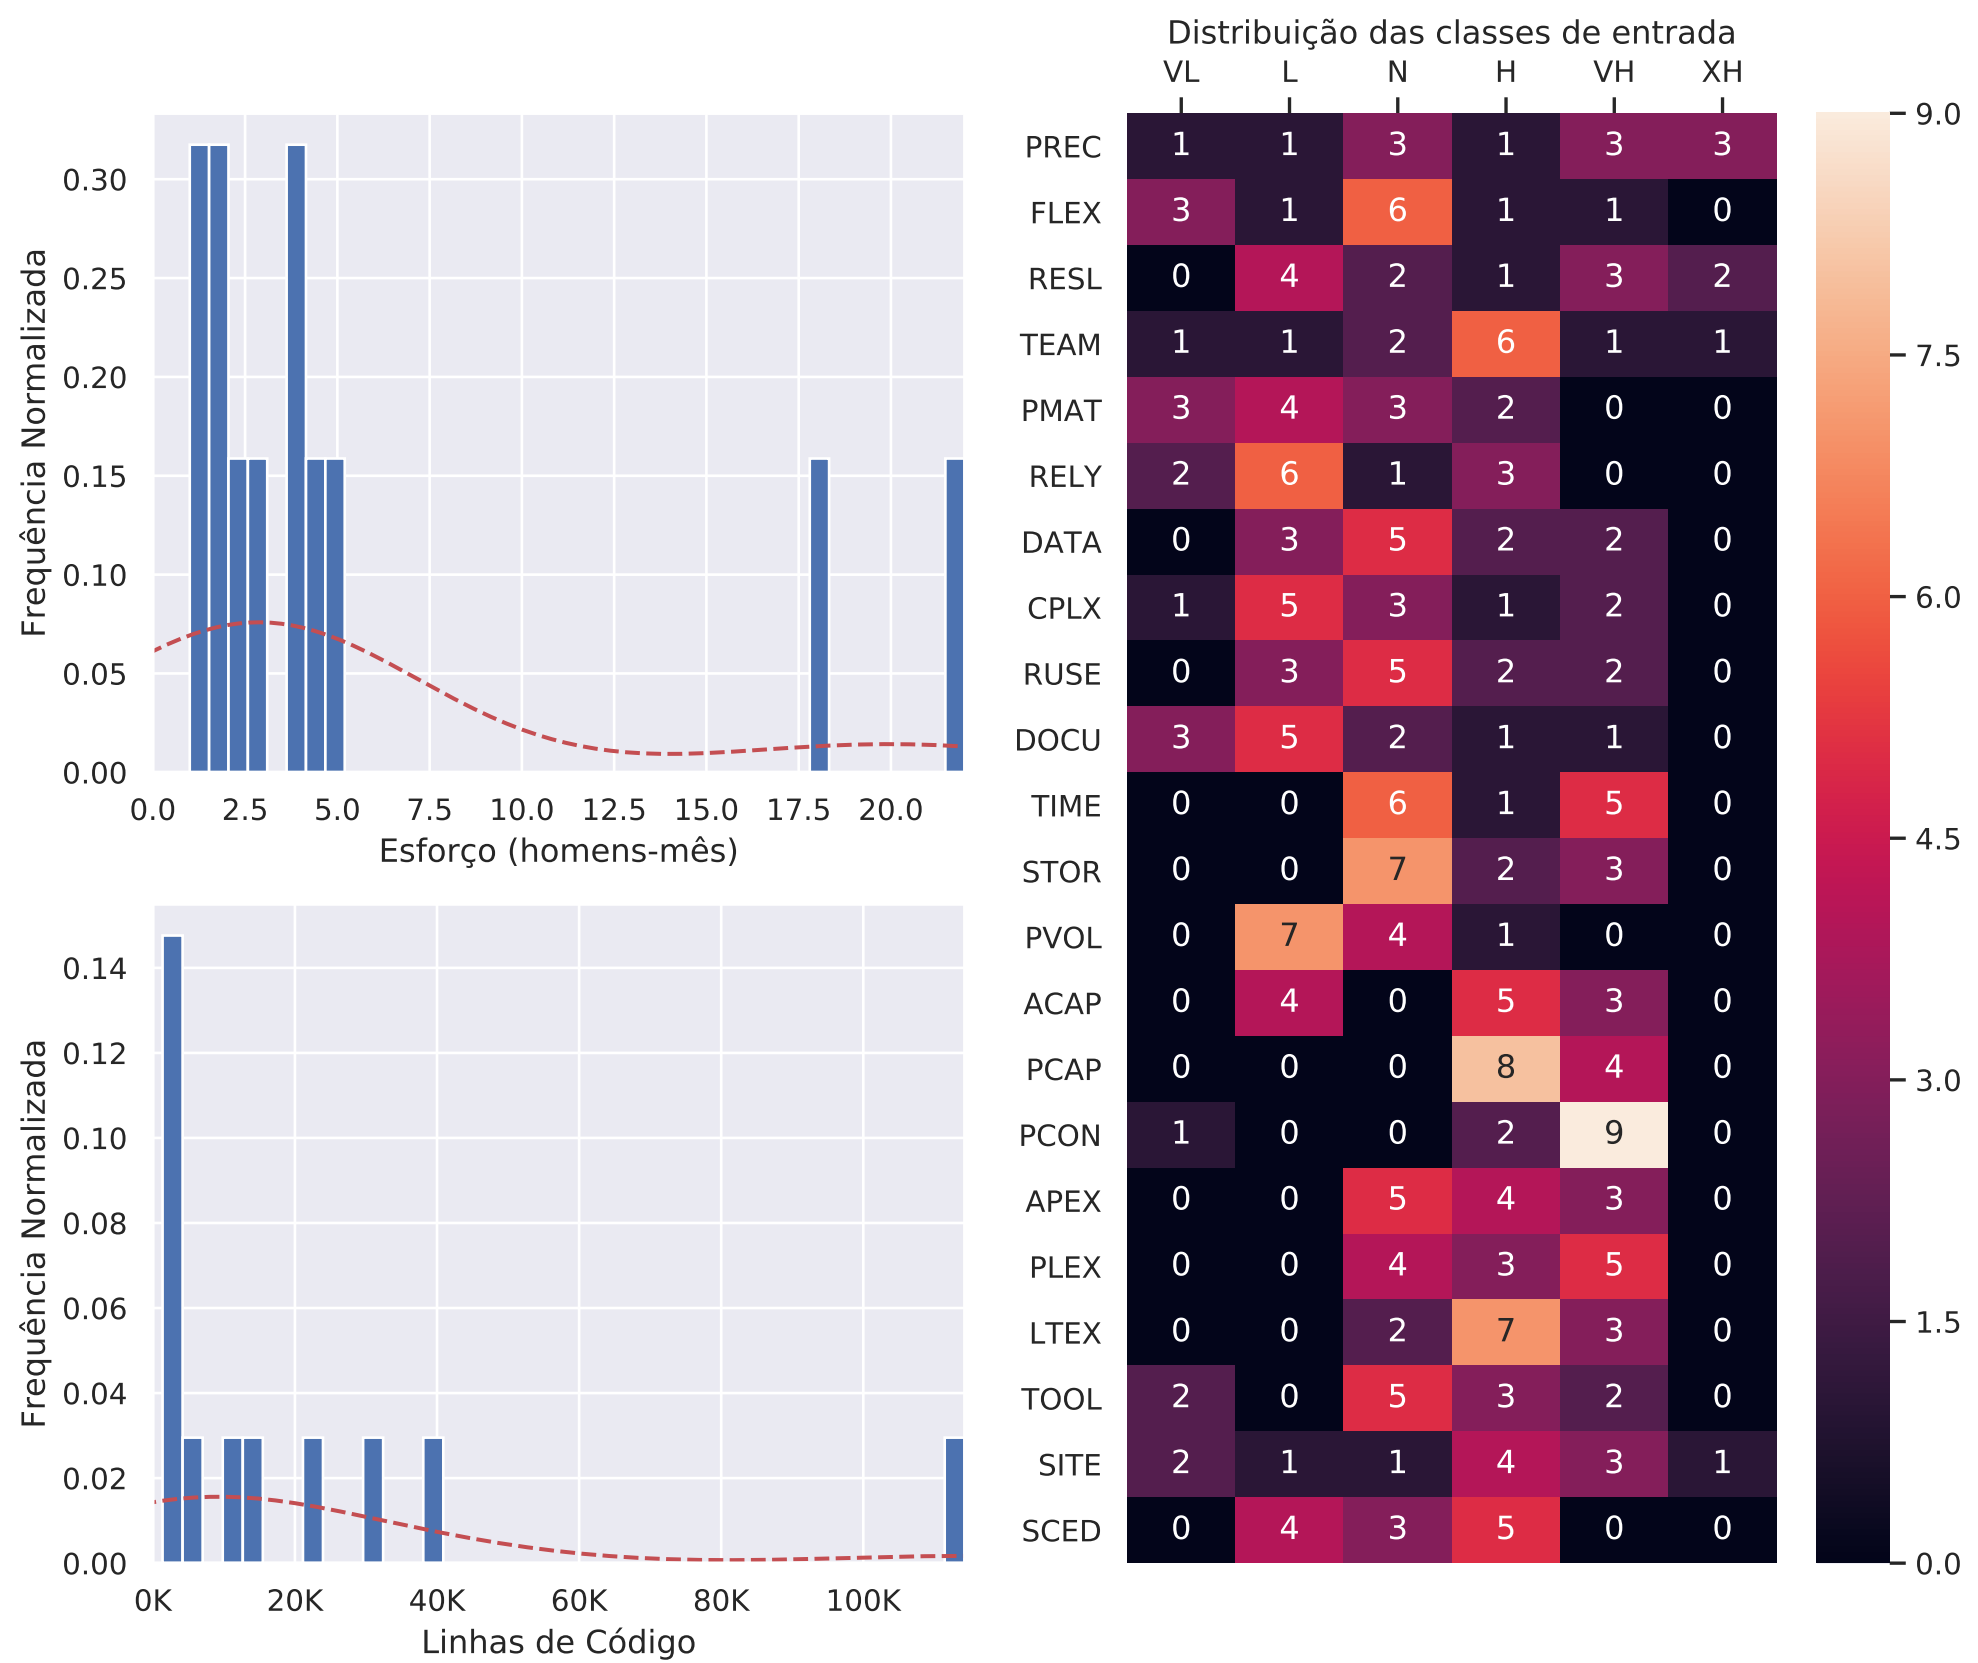 Frequência Normalizada
0.30
0.25
0.20
0.15
0.10
0.05
0.00
0.0 2.5 5.0 7.5 10.0 12.5 15.0 17.5 20.0
Esforço (homens-mês)
Frequência Normalizada
0.14
0.12
0.10
0.08
0.06
0.04
0.02
0.00
0K 20K 40K 60K 80K 100K
Linhas de Código
Distribuição das classes de entrada
VL L N H VH XH
PREC 1 1 3 1 3 3
FLEX 3 1 6 1 1 0
RESL 0 4 2 1 3 2
TEAM 1 1 2 6 1 1
PMAT 3 4 3 2 0 0
RELY 2 6 1 3 0 0
DATA 0 3 5 2 2 0
CPLX 1 5 3 1 2 0
RUSE 0 3 5 2 2 0
DOCU 3 5 2 1 1 0
TIME 0 0 6 1 5 0
STOR 0 0 7 2 3 0
PVOL 0 7 4 1 0 0
ACAP 0 4 0 5 3 0
PCAP 0 0 0 8 4 0
PCON 1 0 0 2 9 0
APEX 0 0 5 4 3 0
PLEX 0 0 4 3 5 0
LTEX 0 0 2 7 3 0
TOOL 2 0 5 3 2 0
SITE 2 1 1 4 3 1
SCED 0 4 3 5 0 0
9.0
7.5
6.0
4.5
3.0
1.5
0.0